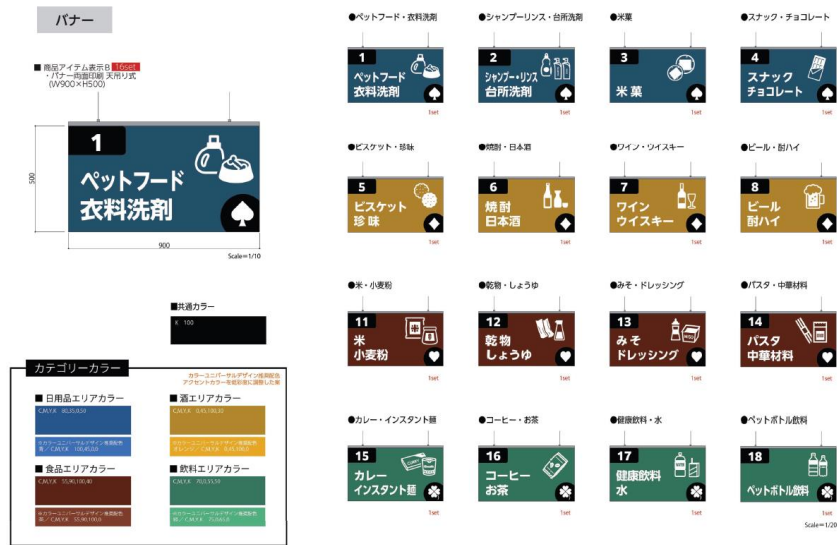 バナー
■ 商品アイテム表示B 16set
・バナー両面印刷 天吊り式
(W900×H500)
500
1
ペットフード
衣料洗剤
900
Scale=1/10
■共通カラー
K 100
カテゴリーカラー
カラーユニバーサルデザイン推奨配色
アクセントカラーを低彩度に調整した案
■ 日用品エリアカラー
■ 酒エリアカラー
■ 食品エリアカラー
■ 飲料エリアカラー
●ペットフード・衣料洗剤
●シャンプーリンス・台所洗剤
●米菓
●スナック・チョコレート
1
ペットフード
衣料洗剤
1set
2
シャンプー・リンス
台所洗剤
1set
3
米菓
1set
4
スナック
チョコレート
1set
●ビスケット・珍味
●焼酎・日本酒
●ワイン・ウイスキー
●ビール・酎ハイ
5
ビスケット
珍味
1set
6
焼酎
日本酒
1set
7
ワイン
ウイスキー
1set
8
ビール
酎ハイ
1set
●米・小麦粉
●乾物・しょうゆ
●みそ・ドレッシング
●パスタ・中華材料
11
米
小麦粉
1set
12
乾物
しょうゆ
1set
13
みそ
ドレッシング
1set
14
パスタ
中華材料
1set
●カレー・インスタント麺
●コーヒー・お茶
●健康飲料・水
●ペットボトル飲料
15
カレー
インスタント麺
1set
16
コーヒー
お茶
1set
17
健康飲料
水
1set
18
ペットボトル飲料
1set
Scale=1/20